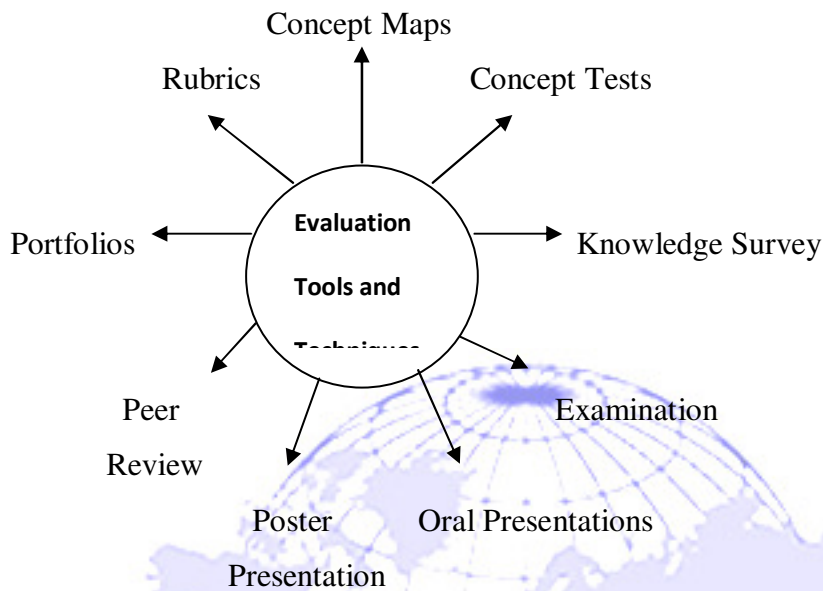 Concept Maps
Rubrics
Concept Tests
Evaluation
Tools and
Portfolios
Knowledge Survey
Peer
Review
Examination
Poster
Presentation
Oral Presentations